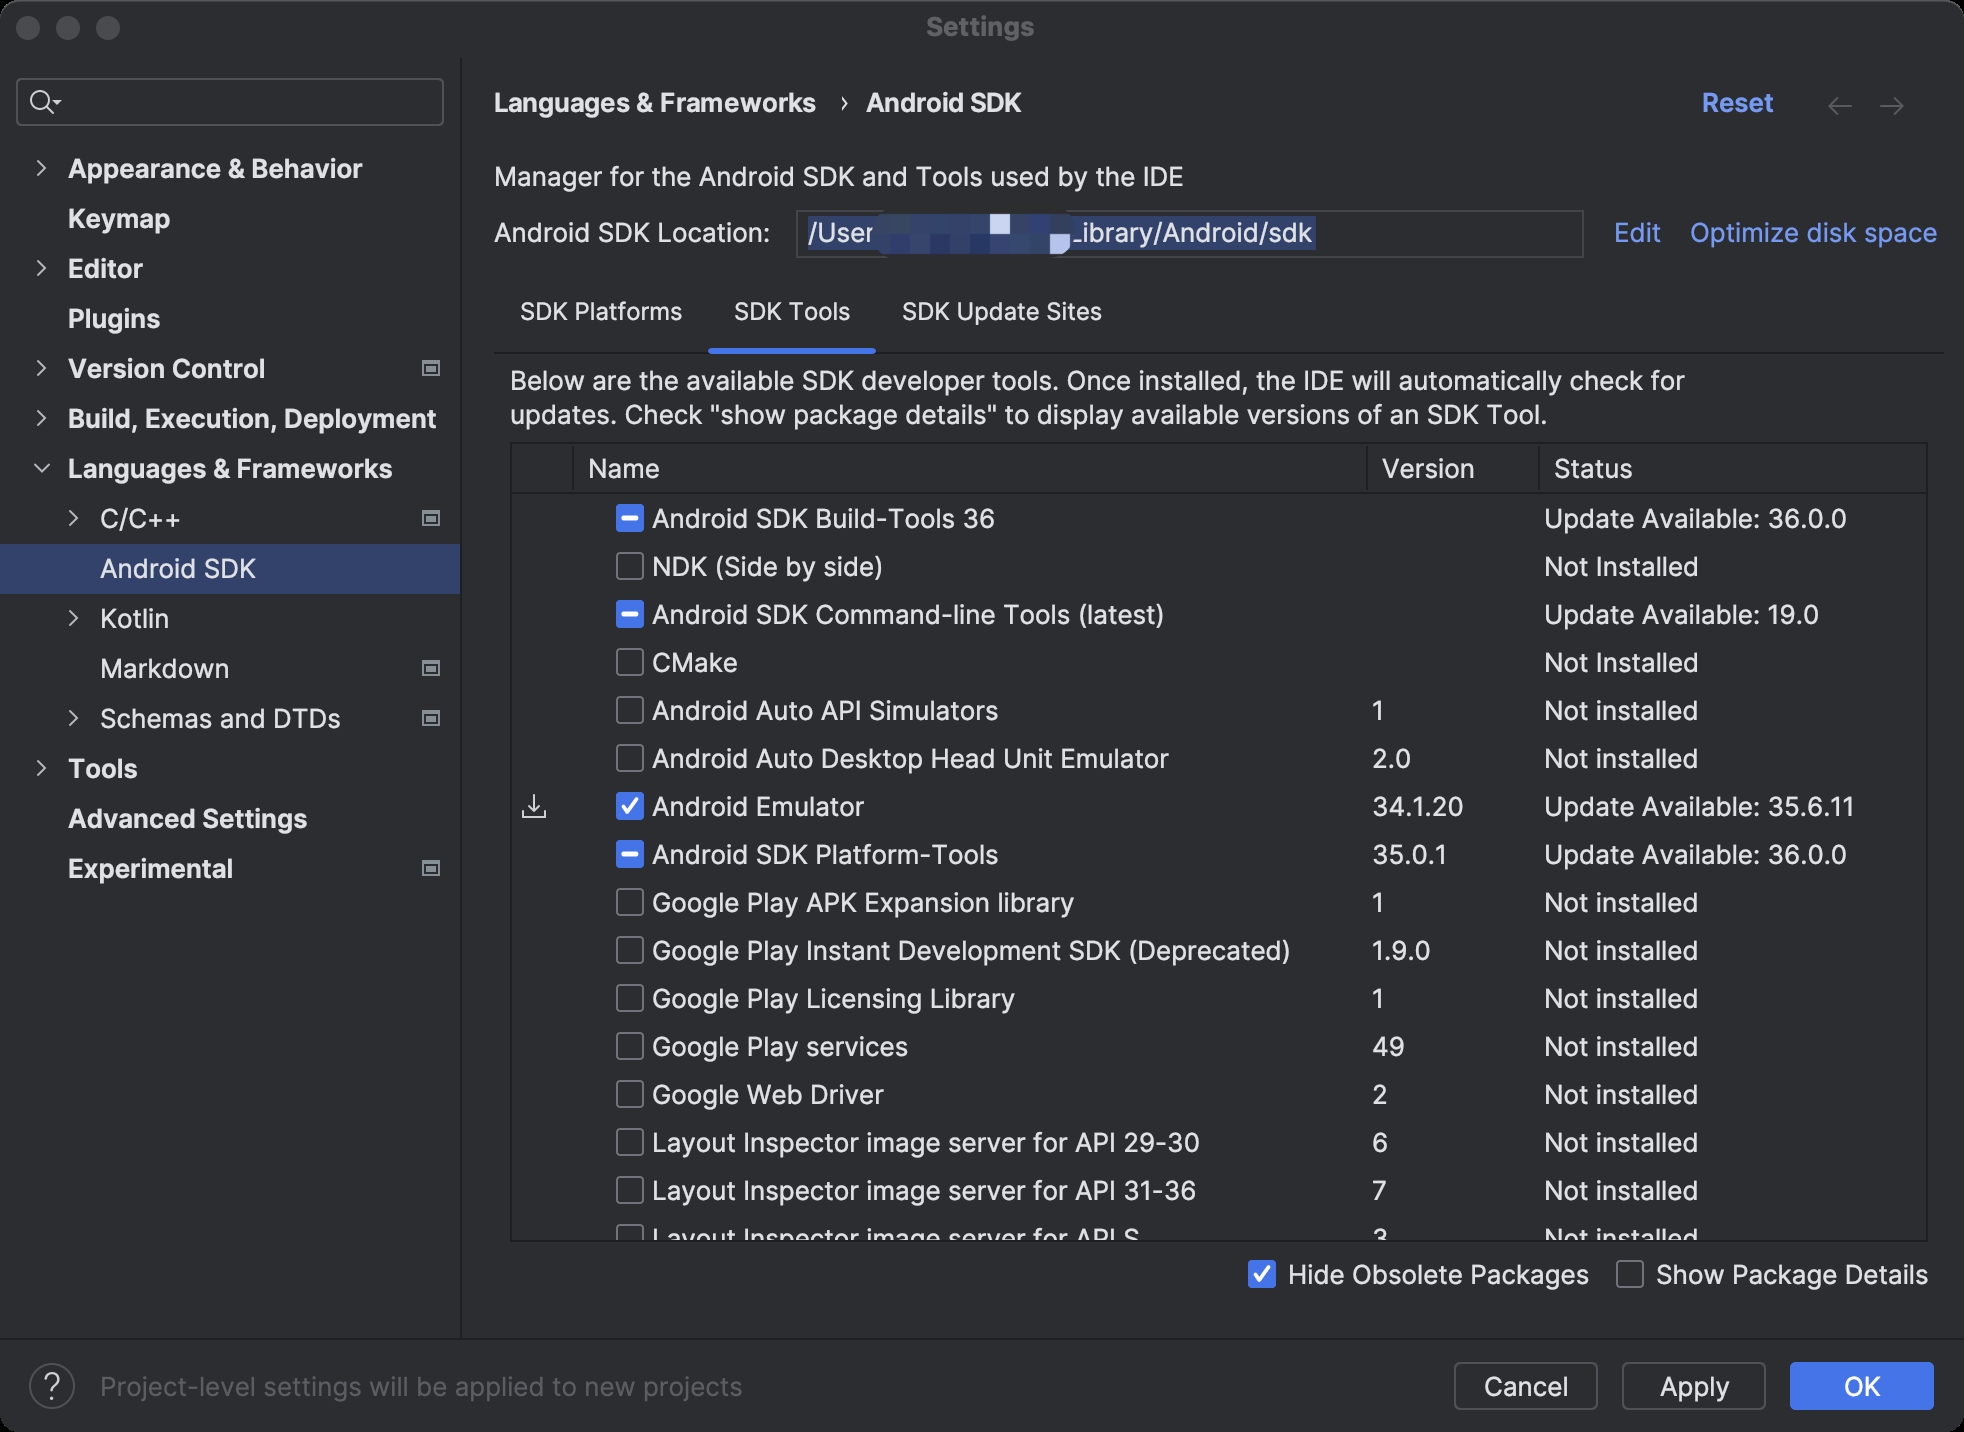 Settings
Languages & Frameworks › Android SDK
Reset
Appearance & Behavior
Keymap
Editor
Plugins
Version Control
Build, Execution, Deployment
Languages & Frameworks
C/C++
Android SDK
Kotlin
Markdown
Schemas and DTDs
Tools
Advanced Settings
Experimental
Manager for the Android SDK and Tools used by the IDE
Android SDK Location: /User Library/Android/sdk Edit Optimize disk space
SDK Platforms SDK Tools SDK Update Sites
Below are the available SDK developer tools. Once installed, the IDE will automatically check for
updates. Check "show package details" to display available versions of an SDK Tool.
Name Version Status
Android SDK Build-Tools 36 Update Available: 36.0.0
NDK (Side by side) Not Installed
Android SDK Command-line Tools (latest) Update Available: 19.0
CMake Not Installed
Android Auto API Simulators 1 Not installed
Android Auto Desktop Head Unit Emulator 2.0 Not installed
Android Emulator 34.1.20 Update Available: 35.6.11
Android SDK Platform-Tools 35.0.1 Update Available: 36.0.0
Google Play APK Expansion library 1 Not installed
Google Play Instant Development SDK (Deprecated) 1.9.0 Not installed
Google Play Licensing Library 1 Not installed
Google Play services 49 Not installed
Google Web Driver 2 Not installed
Layout Inspector image server for API 29-30 6 Not installed
Layout Inspector image server for API 31-36 7 Not installed
Layout Inspector image server for API S 3 Not installed
Hide Obsolete Packages Show Package Details
? Project-level settings will be applied to new projects
Cancel Apply OK